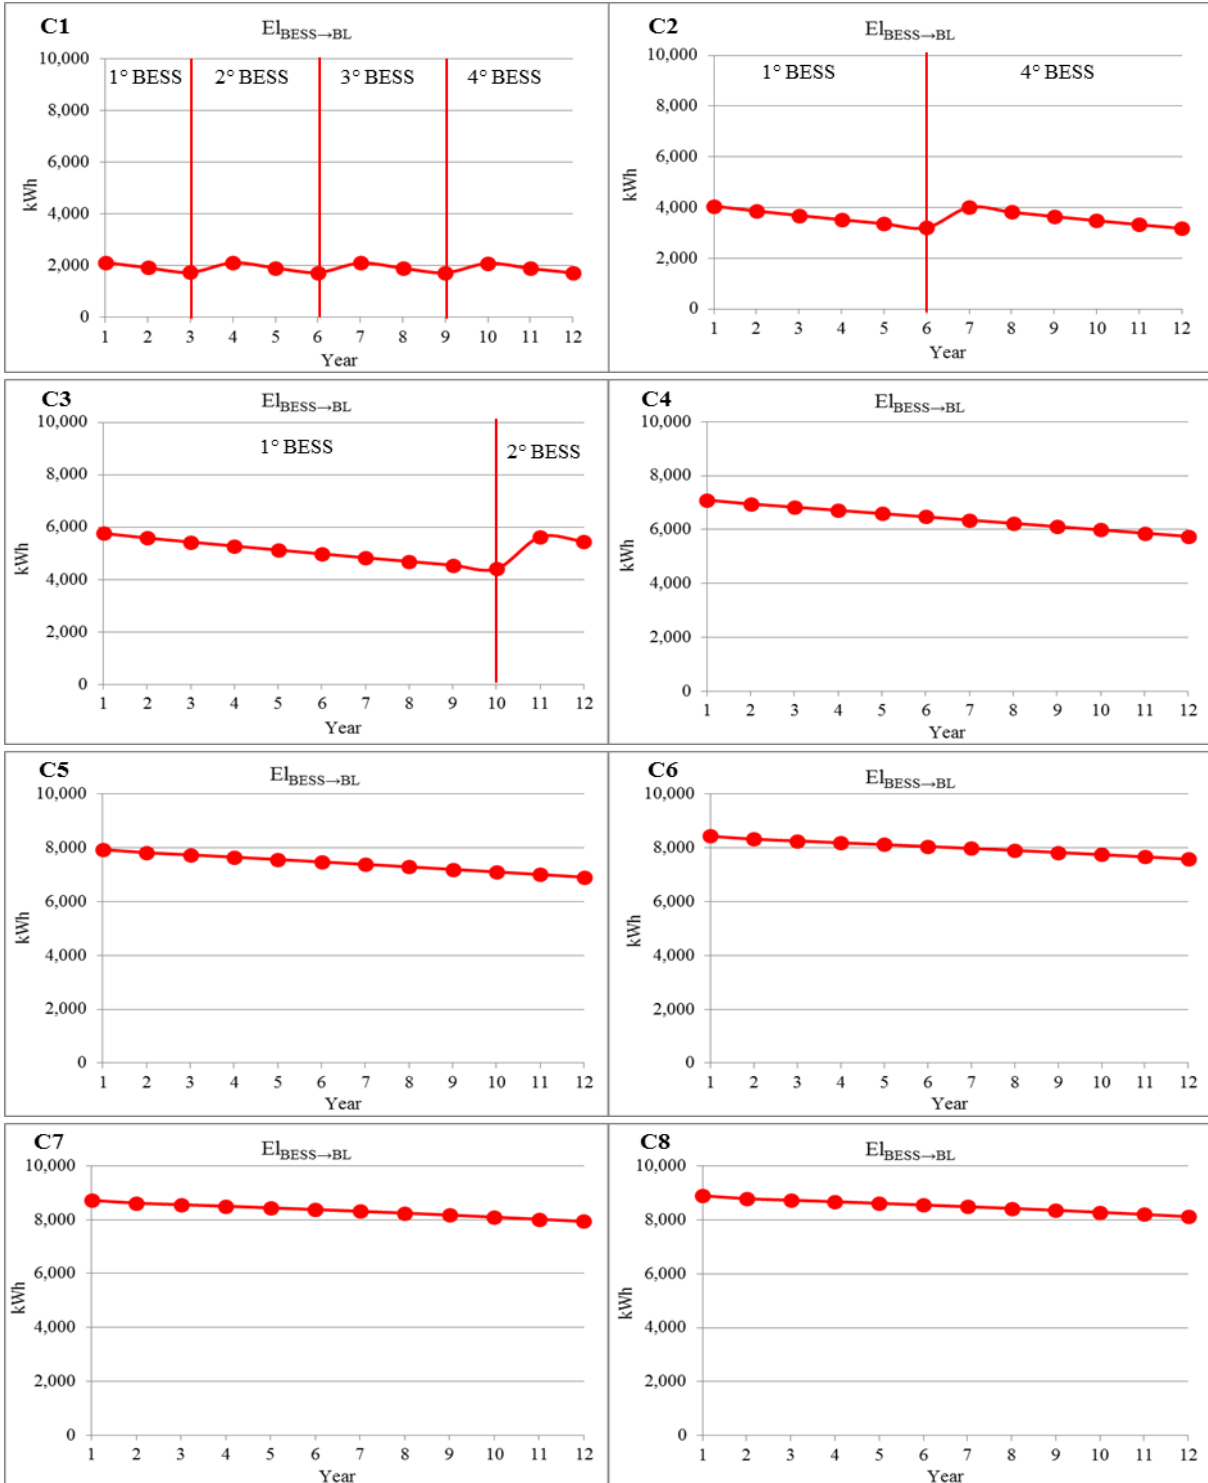 C1
El_BESS→BL
10,000
1° BESS 2° BESS 3° BESS 4° BESS
8,000
6,000
kWh
4,000
2,000
0
1 2 3 4 5 6 7 8 9 10 11 12
Year
C2
El_BESS→BL
10,000
1° BESS 4° BESS
8,000
6,000
kWh
4,000
2,000
0
1 2 3 4 5 6 7 8 9 10 11 12
Year
C3
El_BESS→BL
10,000
1° BESS 2° BESS
8,000
6,000
kWh
4,000
2,000
0
1 2 3 4 5 6 7 8 9 10 11 12
Year
C4
El_BESS→BL
10,000
8,000
6,000
kWh
4,000
2,000
0
1 2 3 4 5 6 7 8 9 10 11 12
Year
C5
El_BESS→BL
10,000
8,000
6,000
kWh
4,000
2,000
0
1 2 3 4 5 6 7 8 9 10 11 12
Year
C6
El_BESS→BL
10,000
8,000
6,000
kWh
4,000
2,000
0
1 2 3 4 5 6 7 8 9 10 11 12
Year
C7
El_BESS→BL
10,000
8,000
6,000
kWh
4,000
2,000
0
1 2 3 4 5 6 7 8 9 10 11 12
Year
C8
El_BESS→BL
10,000
8,000
6,000
kWh
4,000
2,000
0
1 2 3 4 5 6 7 8 9 10 11 12
Year